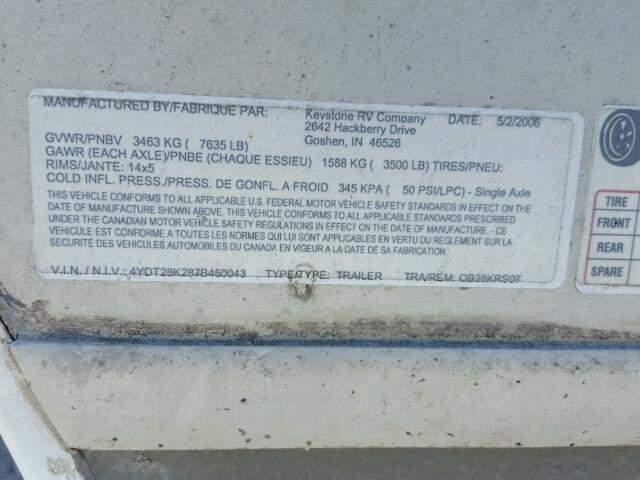 MANUFACTURED BY/FABRIQUE PAR: Keystone RV Company DATE: 5/2/2006
2642 Hackberry Drive
Goshen, IN 46526
GVWR/PNBV 3463 KG ( 7635 LB)
GAWR (EACH AXLE)/PNBE (CHAQUE ESSIEU) 1588 KG ( 3500 LB) TIRES/PNEU:
RIMS/JANTE: 14x5
COLD INFL. PRESS./PRESS. DE GONFL. A FROID 345 KPA ( 50 PSI/LPC) - Single Axle
THIS VEHICLE CONFORMS TO ALL APPLICABLE U.S. FEDERAL MOTOR VEHICLE SAFETY STANDARDS IN EFFECT ON THE
DATE OF MANUFACTURE SHOWN ABOVE. THIS VEHICLE CONFORMS TO ALL APPLICABLE STANDARDS PRESCRIBED
UNDER THE CANADIAN MOTOR VEHICLE SAFETY REGULATIONS IN EFFECT ON THE DATE OF MANUFACTURE - CE
VEHICULE EST CONFORME A TOUTES LES NORMES QUI LUI SONT APPLICABLES EN VERTU DU REGLEMENT SUR LA
SECURITE DES VEHICULES AUTOMOBILES DU CANADA EN VIGUEUR A LA DATE DE SA FABRICATION.
V.I.N. / N.I.V.: 4YDT28K287B450043 TYPE/TYPE: TRAILER TRA/REM: OB28KRS07
TIRE
FRONT
REAR
SPARE